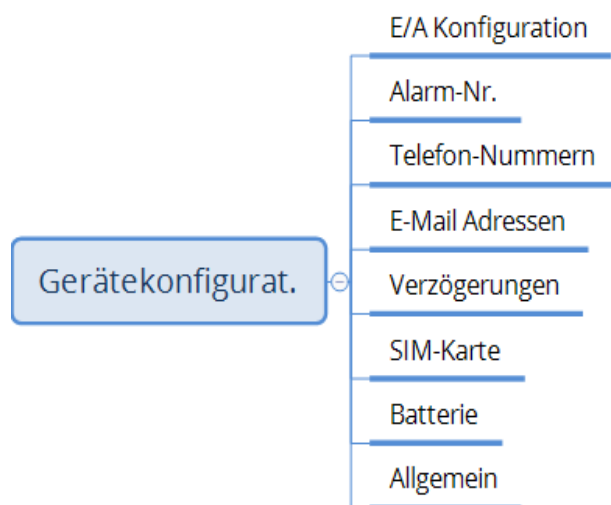 E/A Konfiguration
Alarm-Nr.
Telefon-Nummern
E-Mail Adressen
Gerätekonfigurat.
Verzögerungen
SIM-Karte
Batterie
Allgemein